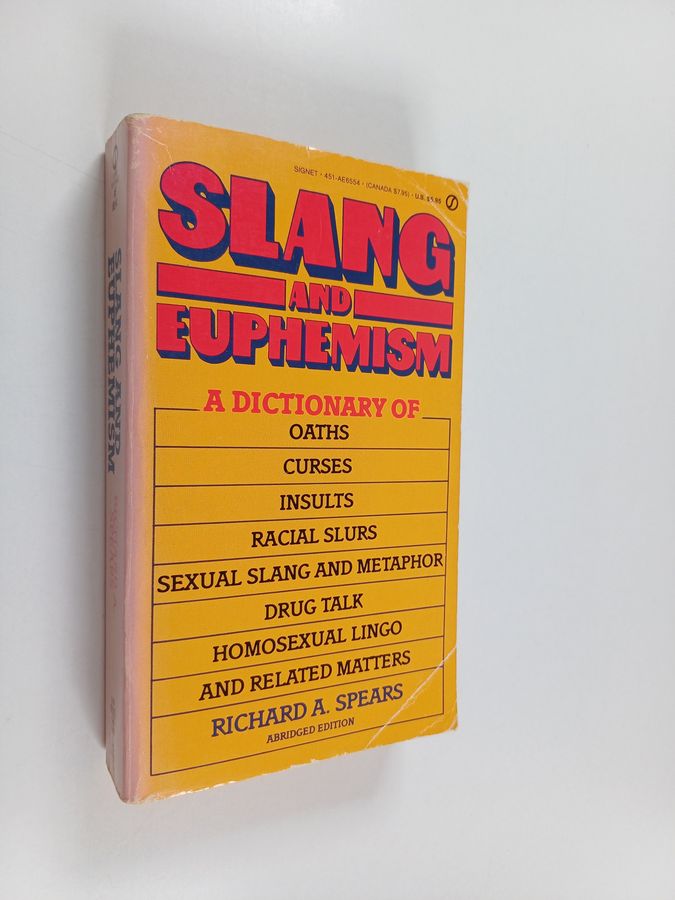 SIGNET • 451-AE6554 • (CANADA $7.95) • U.S. $5.95
SLANG
AND
EUPHEMISM
A DICTIONARY OF
OATHS
CURSES
INSULTS
RACIAL SLURS
SEXUAL SLANG AND METAPHOR
DRUG TALK
HOMOSEXUAL LINGO
AND RELATED MATTERS
RICHARD A. SPEARS
ABRIDGED EDITION
SLANG AND
EUPHEMISM